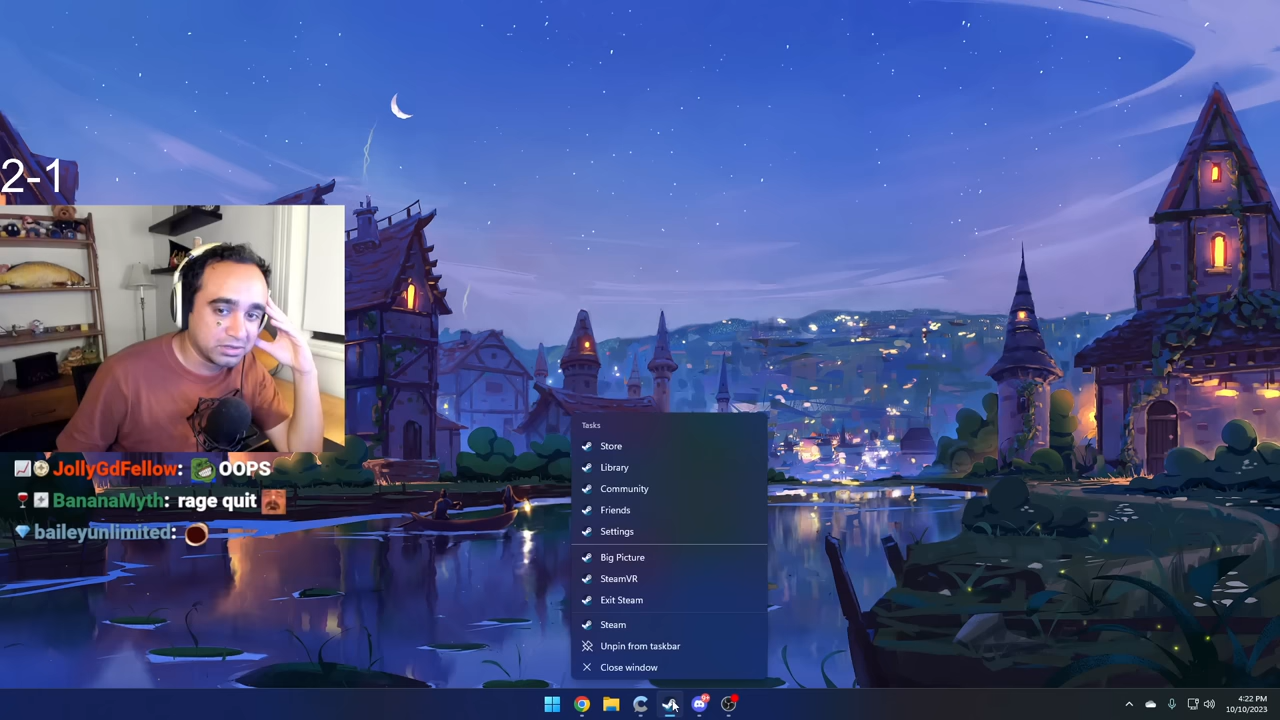 2-1
JollyGdFellow: OOPS
BananaMyth: rage quit
baileyunlimited:
Tasks
Store
Library
Community
Friends
Settings
Big Picture
SteamVR
Exit Steam
Steam
Unpin from taskbar
Close window
9+
4:22 PM
10/10/2023